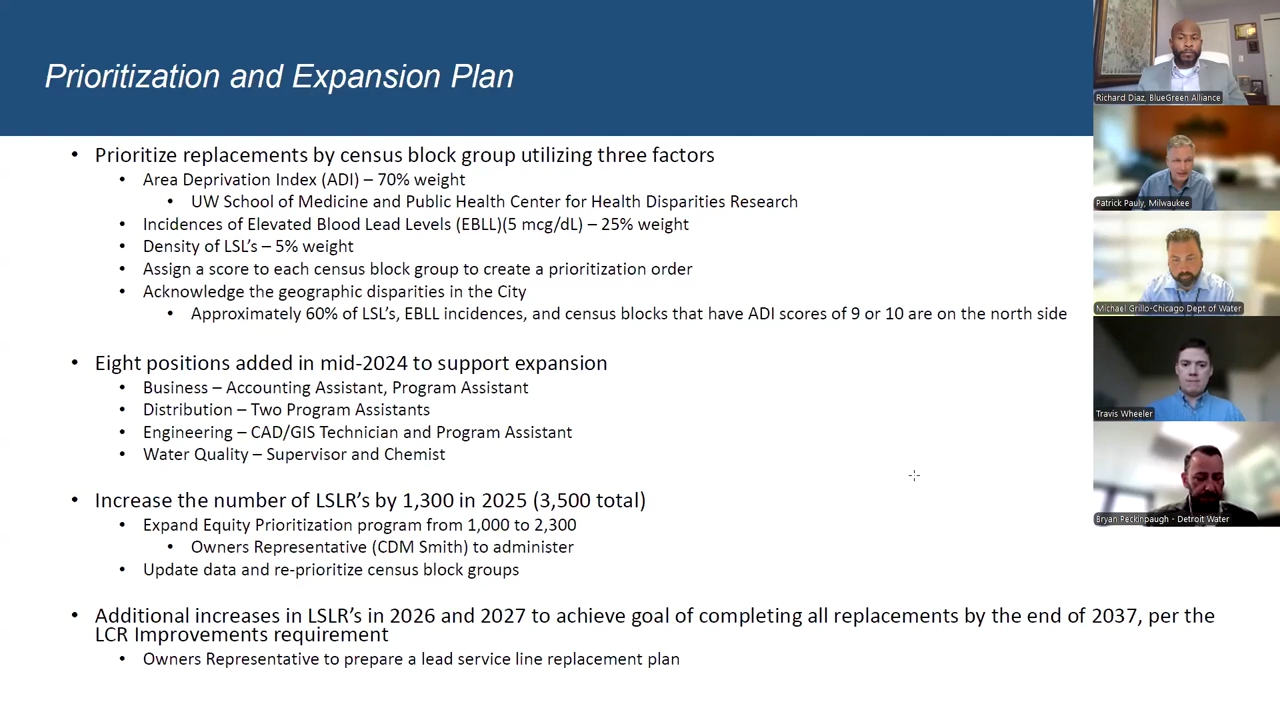 Prioritization and Expansion Plan
• Prioritize replacements by census block group utilizing three factors
• Area Deprivation Index (ADI) – 70% weight
• UW School of Medicine and Public Health Center for Health Disparities Research
• Incidences of Elevated Blood Lead Levels (EBLL)(5 mcg/dL) – 25% weight
• Density of LSL's – 5% weight
• Assign a score to each census block group to create a prioritization order
• Acknowledge the geographic disparities in the City
• Approximately 60% of LSL's, EBLL incidences, and census blocks that have ADI scores of 9 or 10 are on the north side
• Eight positions added in mid-2024 to support expansion
• Business – Accounting Assistant, Program Assistant
• Distribution – Two Program Assistants
• Engineering – CAD/GIS Technician and Program Assistant
• Water Quality – Supervisor and Chemist
• Increase the number of LSLR's by 1,300 in 2025 (3,500 total)
• Expand Equity Prioritization program from 1,000 to 2,300
• Owners Representative (CDM Smith) to administer
• Update data and re-prioritize census block groups
• Additional increases in LSLR's in 2026 and 2027 to achieve goal of completing all replacements by the end of 2037, per the
LCR Improvements requirement
• Owners Representative to prepare a lead service line replacement plan
Richard Diaz, BlueGreen Alliance
Patrick Pauly, Milwaukee
Michael Grillo-Chicago Dept of Water
Travis Wheeler
Bryan Peckinpaugh - Detroit Water